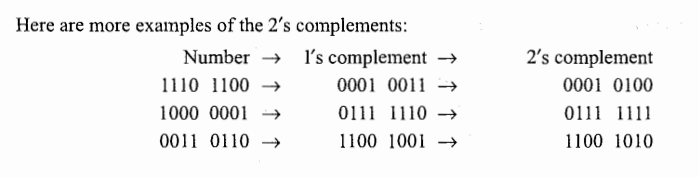 Here are more examples of the 2's complements:
Number → 1's complement → 2's complement
1110 1100 → 0001 0011 → 0001 0100
1000 0001 → 0111 1110 → 0111 1111
0011 0110 → 1100 1001 → 1100 1010